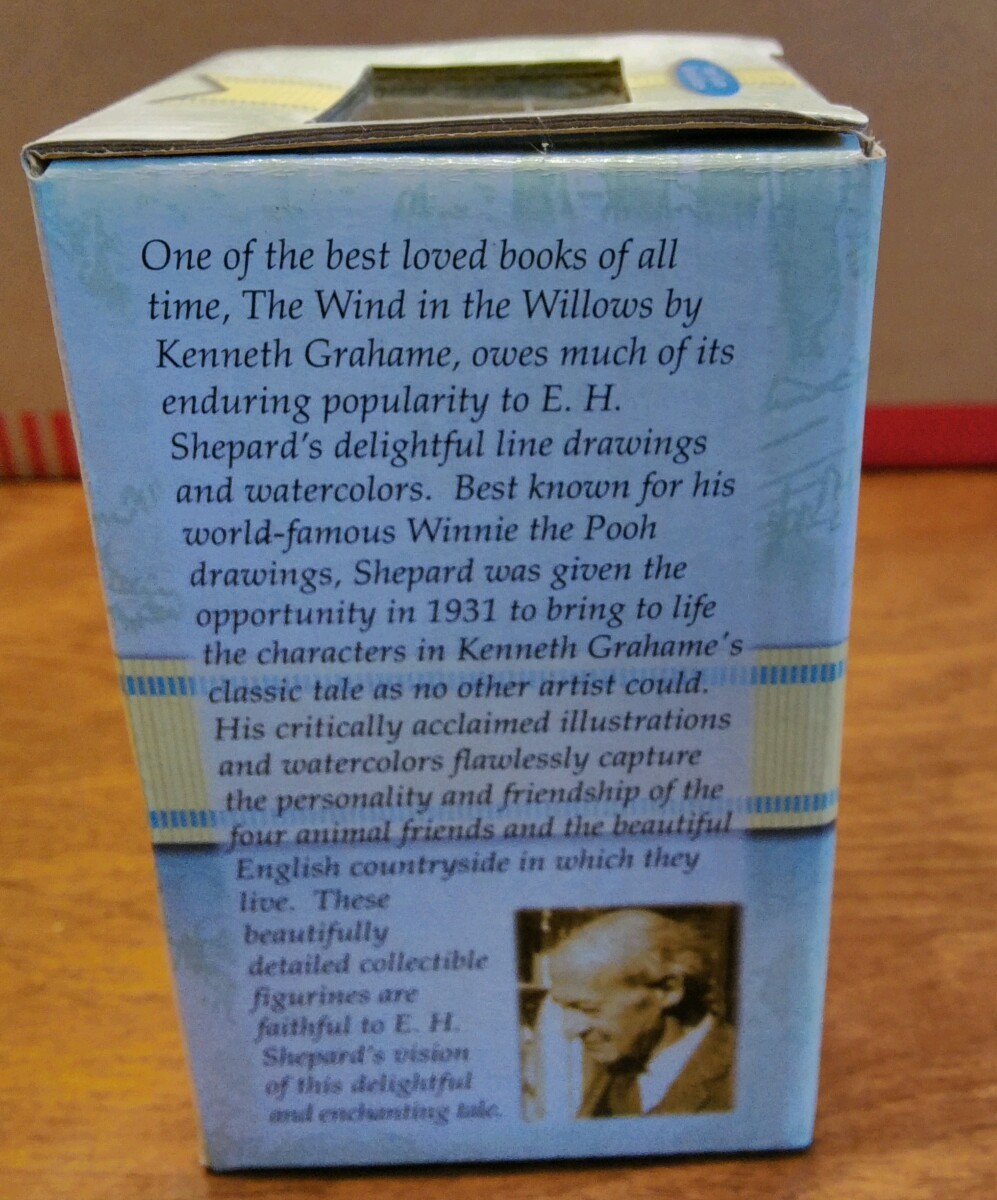 One of the best loved books of all
time, The Wind in the Willows by
Kenneth Grahame, owes much of its
enduring popularity to E. H.
Shepard's delightful line drawings
and watercolors. Best known for his
world-famous Winnie the Pooh
drawings, Shepard was given the
opportunity in 1931 to bring to life
the characters in Kenneth Grahame's
classic tale as no other artist could.
His critically acclaimed illustrations
and watercolors flawlessly capture
the personality and friendship of the
four animal friends and the beautiful
English countryside in which they
live. These
beautifully
detailed collectible
figurines are
faithful to E. H.
Shepard's vision
of this delightful
and enchanting tale.